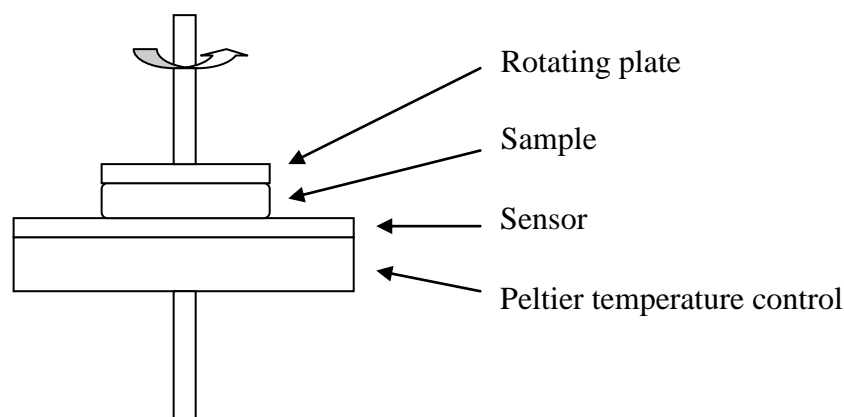 Rotating plate
Sample
Sensor
Peltier temperature control